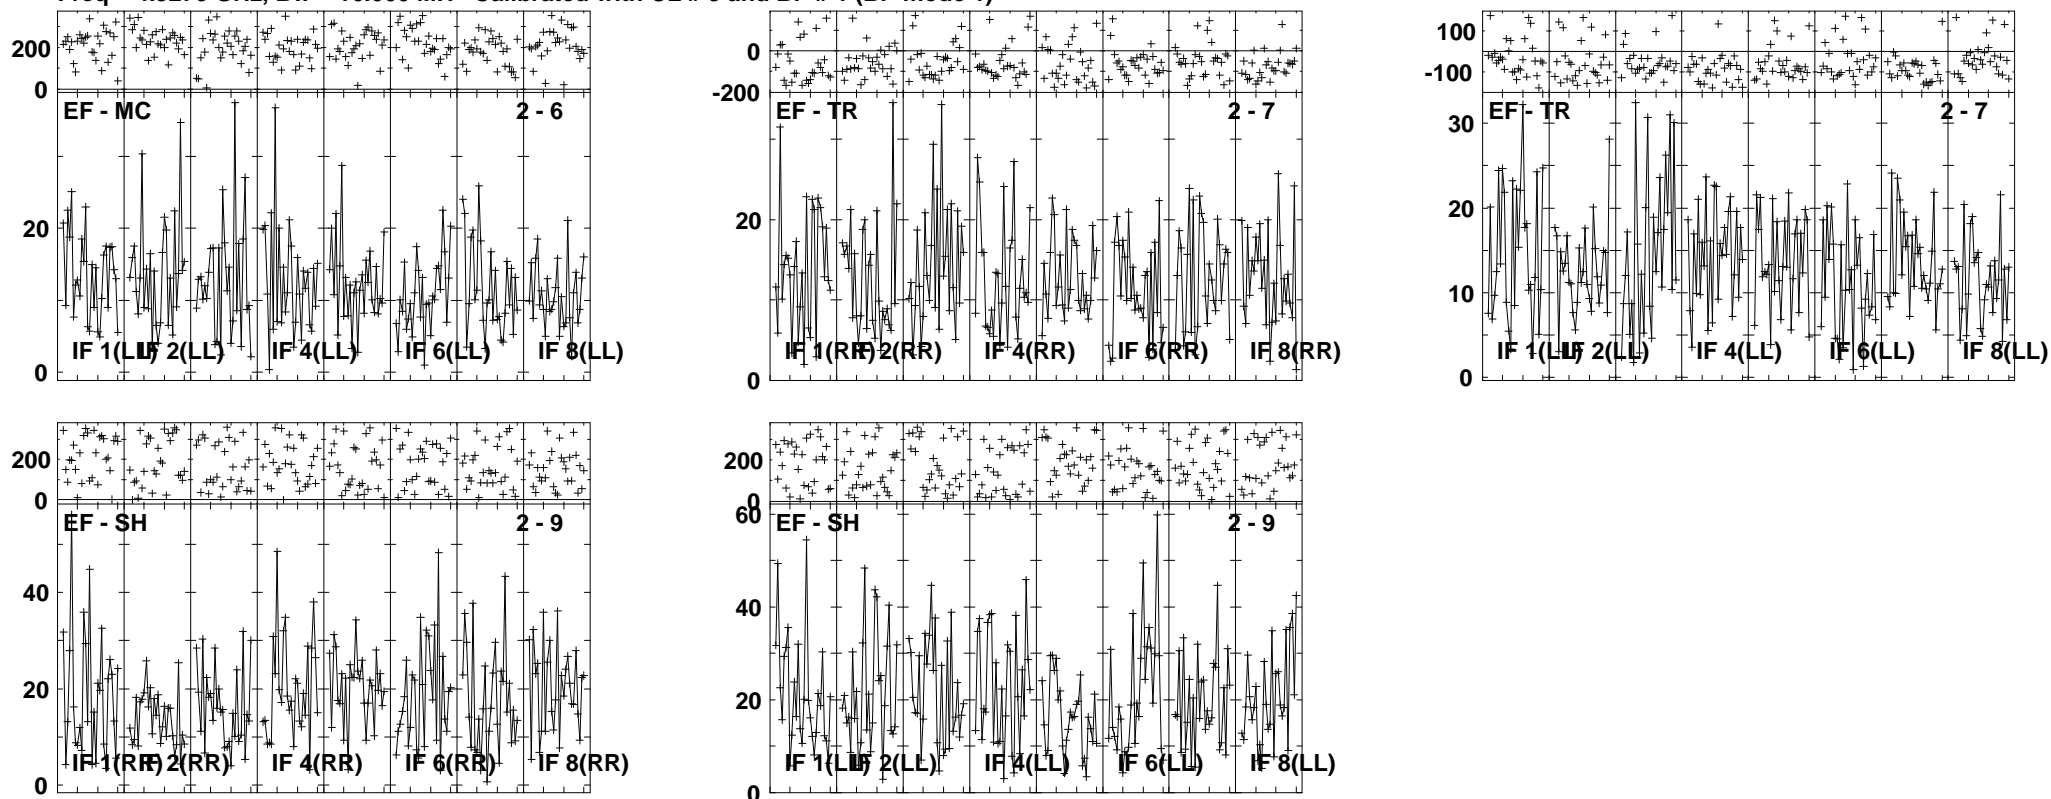 200
0
EF - MC 2 - 6
20
0
IF 1(LL) IF 2(LL) IF 4(LL) IF 6(LL) IF 8(LL)
0
-200
EF - TR 2 - 7
20
0
IF 1(RR) IF 2(RR) IF 4(RR) IF 6(RR) IF 8(RR)
100
-100
EF - TR 2 - 7
30
20
10
0
IF 1(LL) IF 2(LL) IF 4(LL) IF 6(LL) IF 8(LL)
200
0
EF - SH 2 - 9
40
20
0
IF 1(RR) IF 2(RR) IF 4(RR) IF 6(RR) IF 8(RR)
200
0
60
EF - SH 2 - 9
40
20
0
IF 1(LL) IF 2(LL) IF 4(LL) IF 6(LL) IF 8(LL)